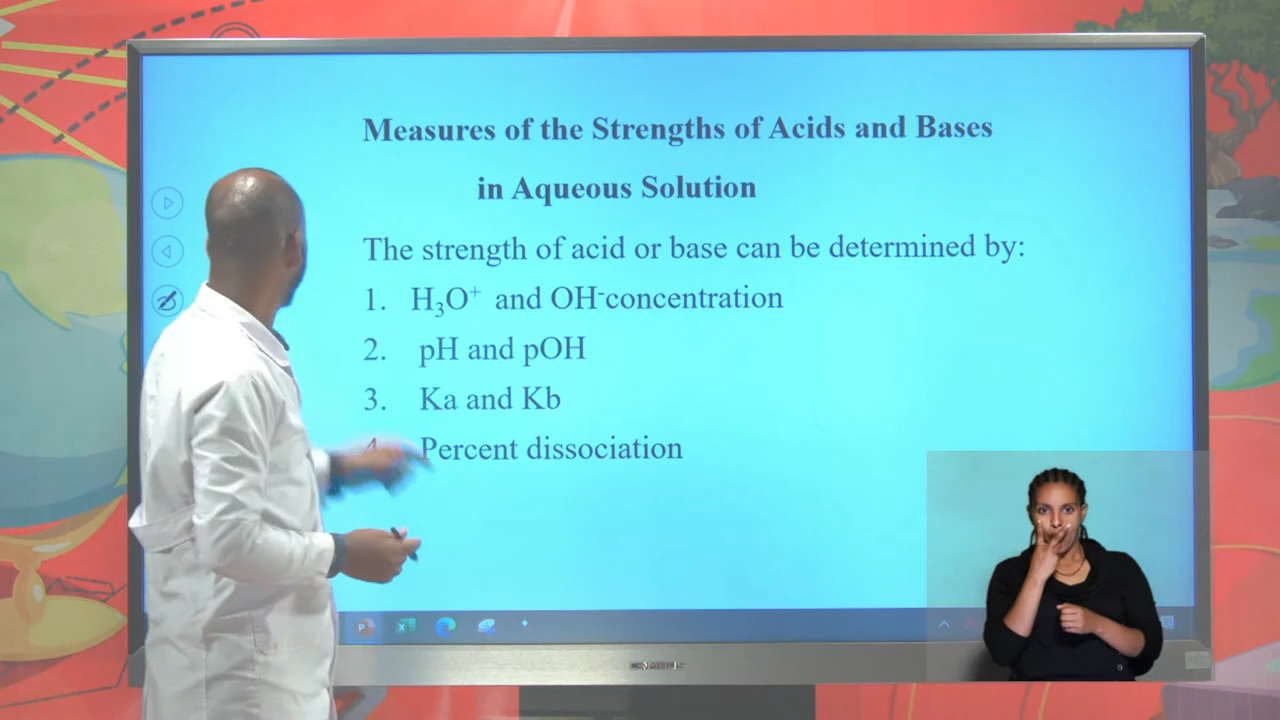 Measures of the Strengths of Acids and Bases
in Aqueous Solution
The strength of acid or base can be determined by:
1. H₃O⁺ and OH⁻concentration
2. pH and pOH
3. Ka and Kb
4. Percent dissociation